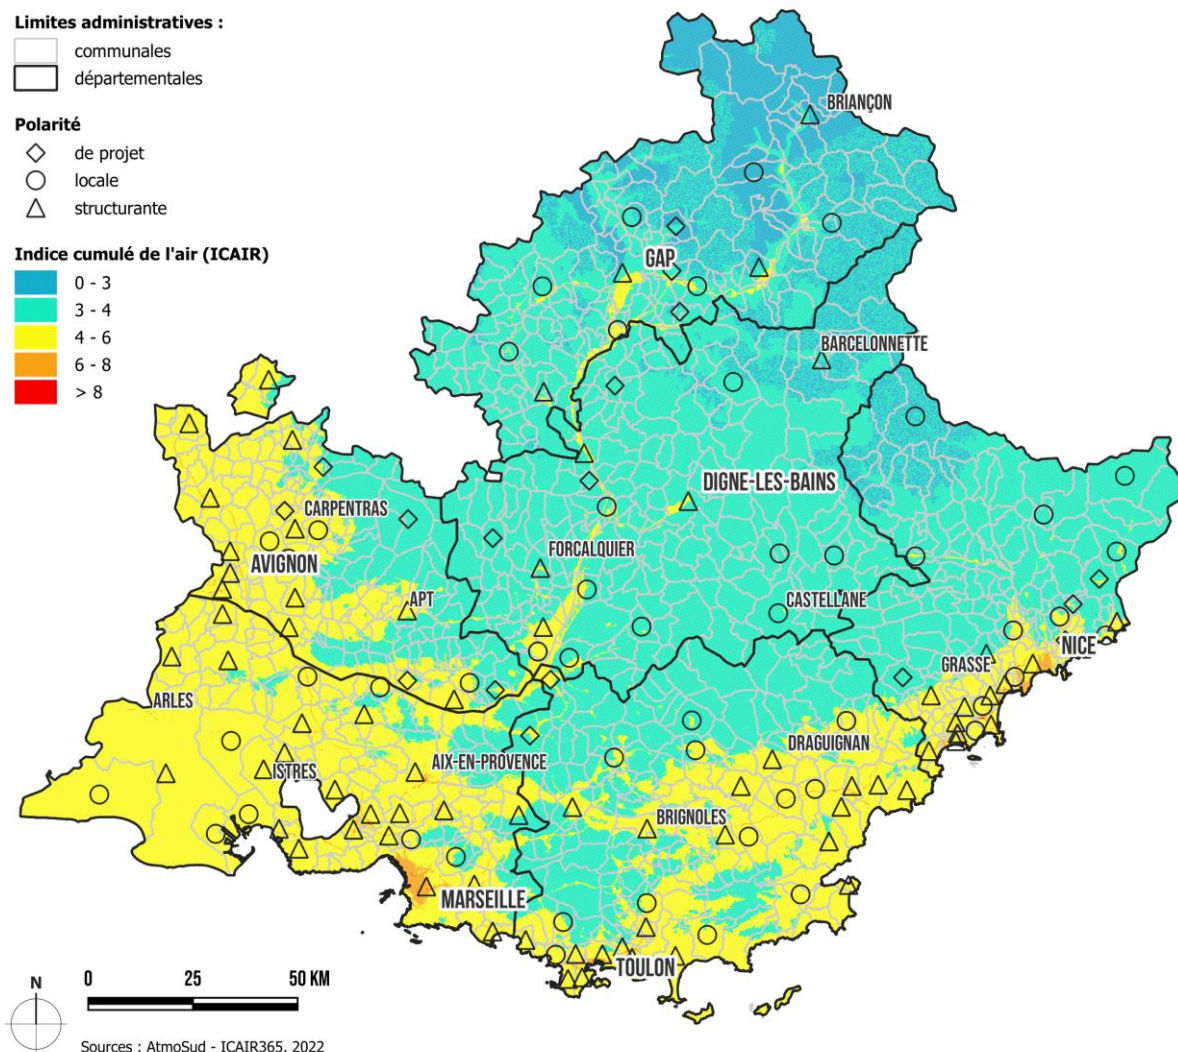 Limites administratives :
communales
départementales
Polarité
de projet
locale
structurante
Indice cumulé de l'air (ICAIR)
0 - 3
3 - 4
4 - 6
6 - 8
> 8
BRIANÇON
GAP
BARCELONNETTE
DIGNE-LES-BAINS
CARPENTRAS
FORCALQUIER
AVIGNON
APT
CASTELLANE
NICE
GRASSE
ARLES
DRAGUIGNAN
AIX-EN-PROVENCE
ISTRES
BRIGNOLES
MARSEILLE
TOULON
N
0 25 50 KM
Sources : AtmoSud - ICAIR365, 2022